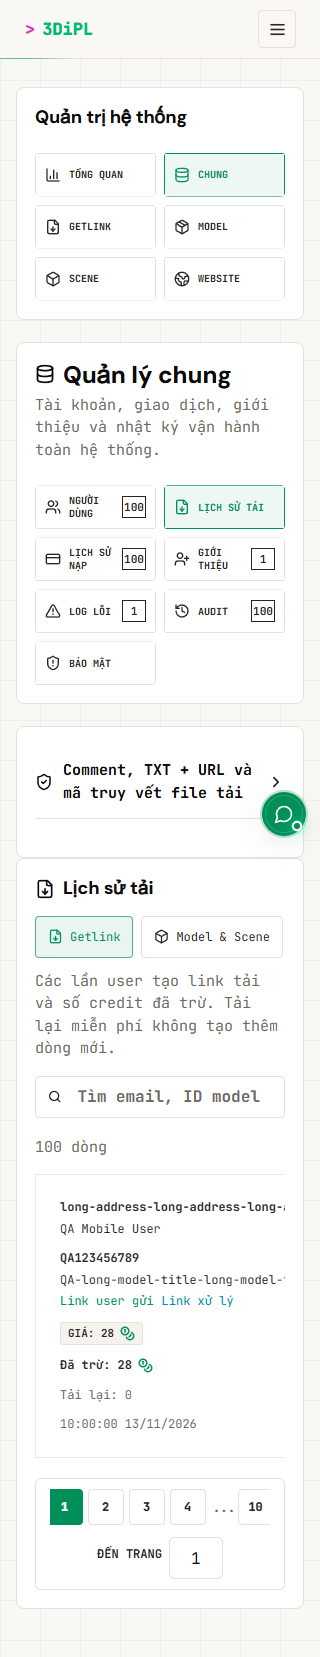 > 3DiPL
Quản trị hệ thống
TỔNG QUAN
CHUNG
GETLINK
MODEL
SCENE
WEBSITE
Quản lý chung
Tài khoản, giao dịch, giới
thiệu và nhật ký vận hành
toàn hệ thống.
NGƯỜI
DÙNG
100
LỊCH SỬ TẢI
LỊCH SỬ
NẠP
100
GIỚI
THIỆU
1
LOG LỖI
1
AUDIT
100
BẢO MẬT
Comment, TXT + URL và
mã truy vết file tải
Lịch sử tải
Getlink
Model & Scene
Các lần user tạo link tải
và số credit đã trừ. Tải
lại miễn phí không tạo thêm
dòng mới.
Tìm email, ID model
100 dòng
long-address-long-address-long-
QA Mobile User
QA123456789
QA-long-model-title-long-model-
Link user gửi Link xử lý
GIÁ: 28
Đã trừ: 28
Tải lại: 0
10:00:00 13/11/2026
1 2 3 4 ... 10
ĐẾN TRANG 1